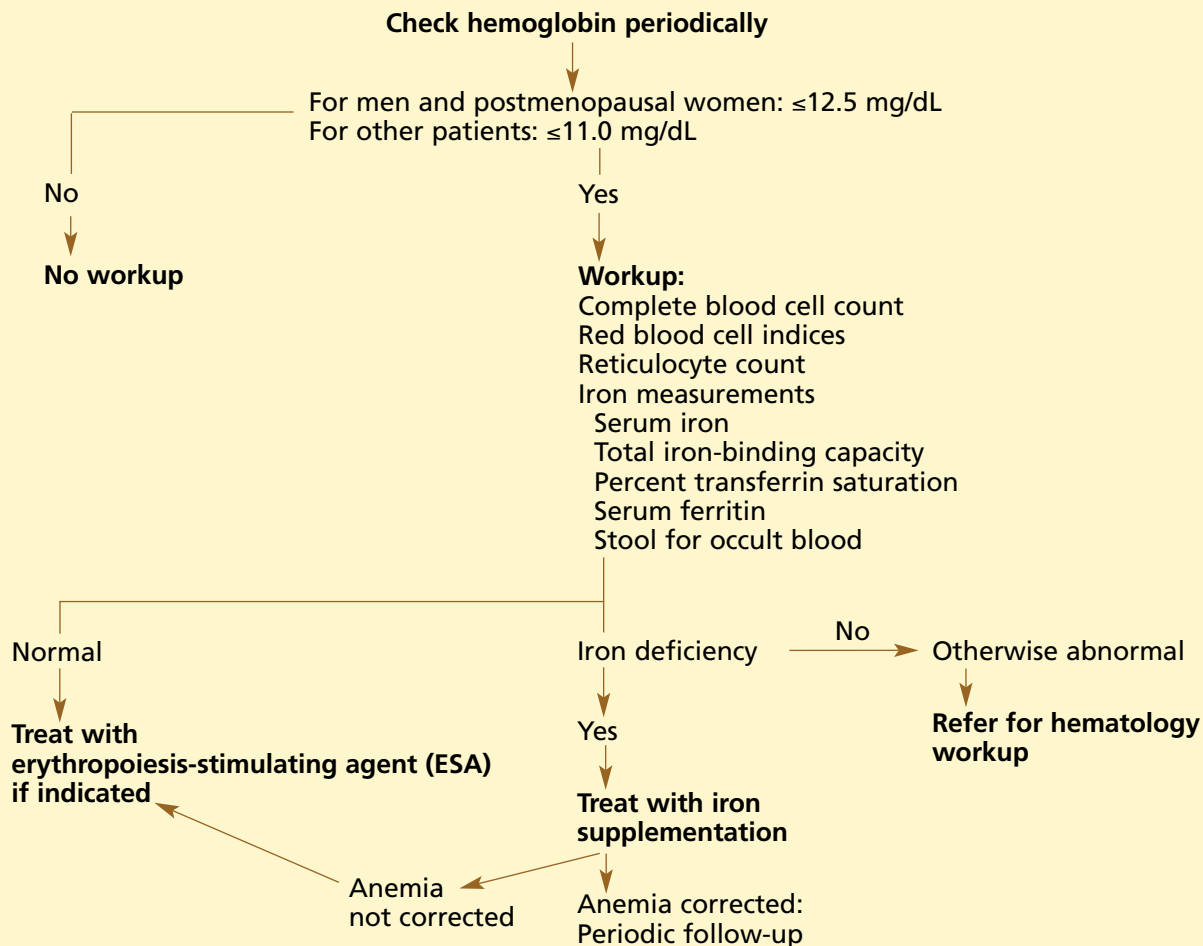 Check hemoglobin periodically
For men and postmenopausal women: ≤12.5 mg/dL
For other patients: ≤11.0 mg/dL
No
Yes
No workup
Workup:
Complete blood cell count
Red blood cell indices
Reticulocyte count
Iron measurements
Serum iron
Total iron-binding capacity
Percent transferrin saturation
Serum ferritin
Stool for occult blood
Normal
Iron deficiency
No
Otherwise abnormal
Treat with
erythropoiesis-stimulating agent (ESA)
if indicated
Yes
Refer for hematology
workup
Treat with iron
supplementation
Anemia
not corrected
Anemia corrected:
Periodic follow-up